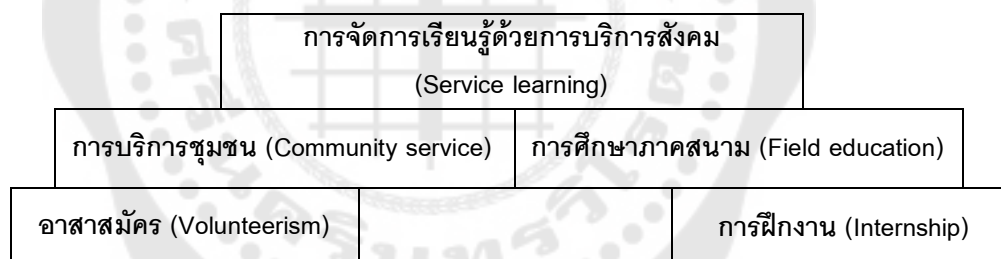 การจัดการเรียนรู้ด้วยการบริการสังคม
(Service learning)
การบริการชุมชน (Community service) การศึกษาภาคสนาม (Field education)
อาสาสมัคร (Volunteerism) การฝึกงาน (Internship)